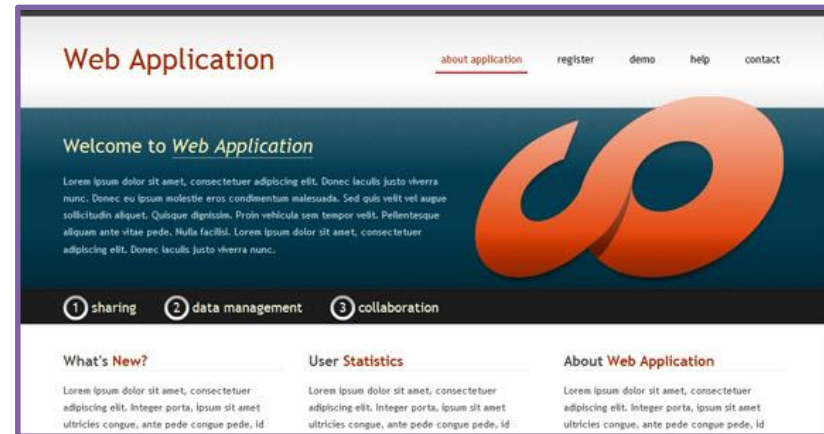 Web Application
about application register demo help contact
Welcome to Web Application
Lorem ipsum dolor sit amet, consectetuer adipiscing elit. Donec iaculis justo viverra
nunc. Donec eu ipsum molestie eros condimentum malesuada. Sed quis velit vel augue
sollicitudin aliquet. Quisque dignissim. Proin vehicula sem tempor velit. Pellentesque
aliquam ante vitae pede. Nulla facilisi. Lorem ipsum dolor sit amet, consectetuer
adipiscing elit. Donec iaculis justo viverra nunc.
1 sharing 2 data management 3 collaboration
What's New?
Lorem ipsum dolor sit amet, consectetuer
adipiscing elit. Integer porta, ipsum sit amet
ultricies congue, ante pede congue pede, id
User Statistics
Lorem ipsum dolor sit amet, consectetuer
adipiscing elit. Integer porta, ipsum sit amet
ultricies congue, ante pede congue pede, id
About Web Application
Lorem ipsum dolor sit amet, consectetuer
adipiscing elit. Integer porta, ipsum sit amet
ultricies congue, ante pede congue pede, id